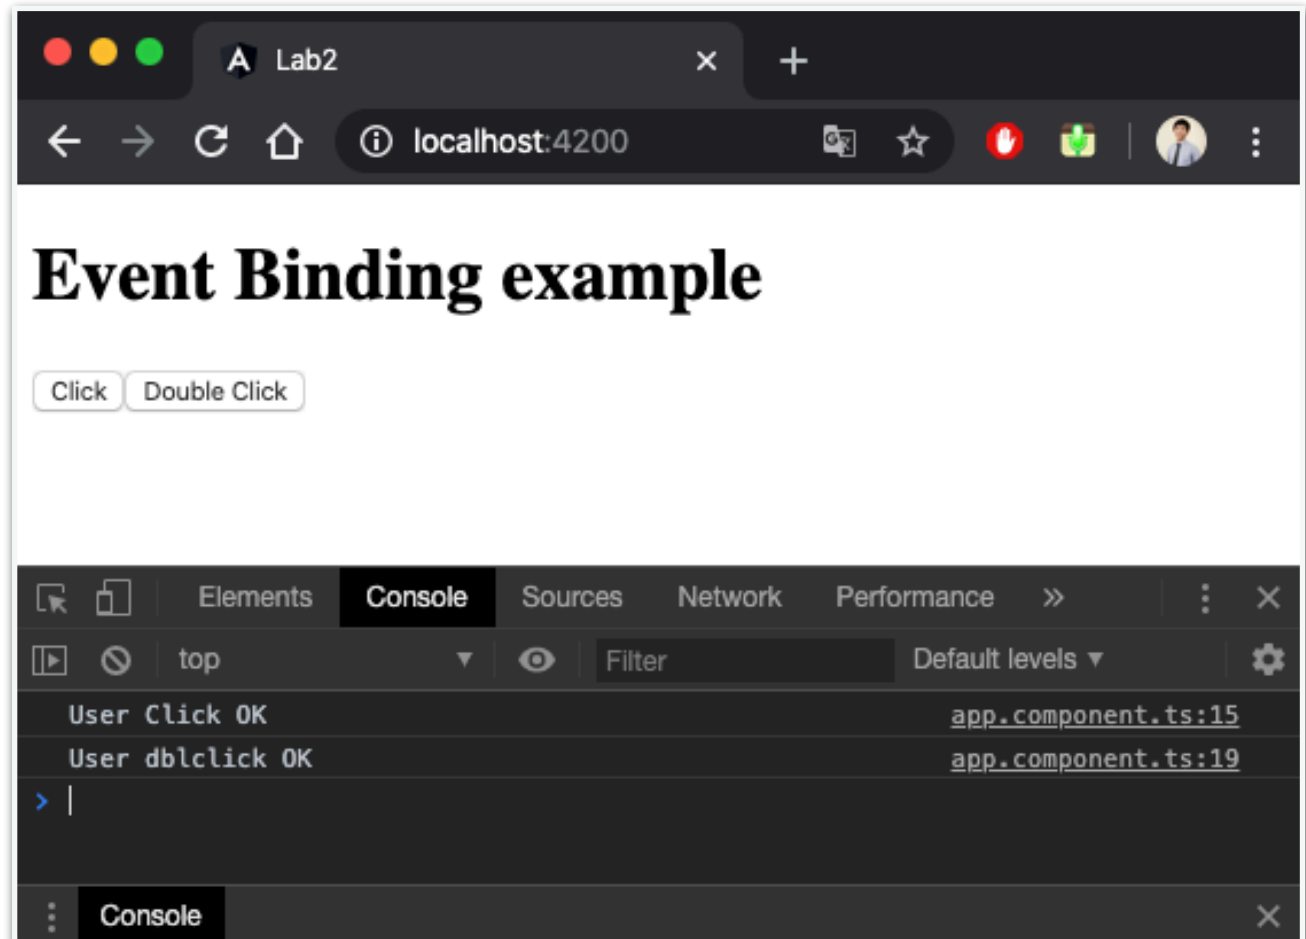 Lab2
localhost:4200
Event Binding example
Click Double Click
Elements Console Sources Network Performance
top Filter Default levels
User Click OK app.component.ts:15
User dblclick OK app.component.ts:19
Console